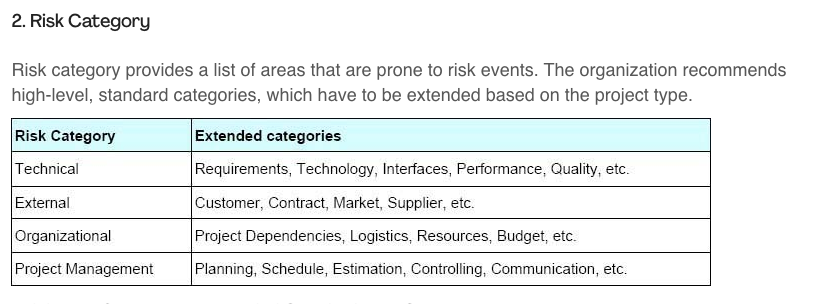 2. Risk Category
Risk category provides a list of areas that are prone to risk events. The organization recommends
high-level, standard categories, which have to be extended based on the project type.
Risk Category Extended categories
Technical Requirements, Technology, Interfaces, Performance, Quality, etc.
External Customer, Contract, Market, Supplier, etc.
Organizational Project Dependencies, Logistics, Resources, Budget, etc.
Project Management Planning, Schedule, Estimation, Controlling, Communication, etc.